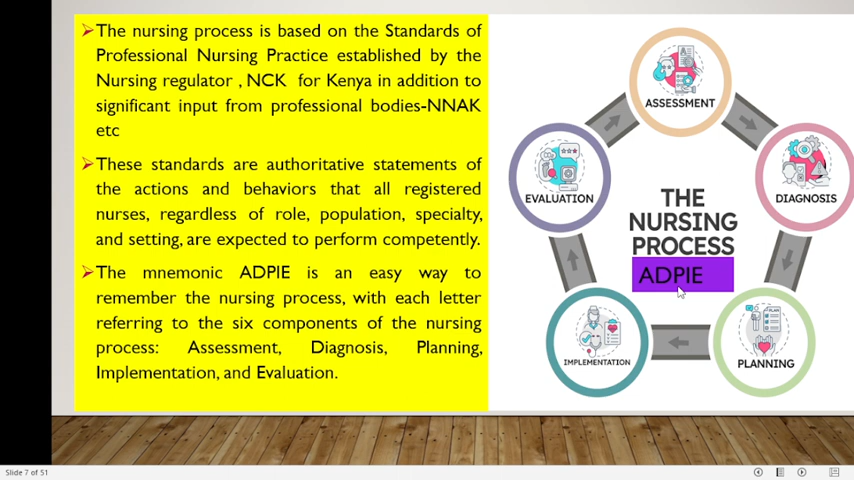 ➢The nursing process is based on the Standards of
Professional Nursing Practice established by the
Nursing regulator , NCK for Kenya in addition to
significant input from professional bodies-NNAK
etc
➢These standards are authoritative statements of
the actions and behaviors that all registered
nurses, regardless of role, population, specialty,
and setting, are expected to perform competently.
➢The mnemonic ADPIE is an easy way to
remember the nursing process, with each letter
referring to the six components of the nursing
process: Assessment, Diagnosis, Planning,
Implementation, and Evaluation.
ASSESSMENT
EVALUATION
DIAGNOSIS
THE
NURSING
PROCESS
ADPIE
IMPLEMENTATION
PLANNING
Slide 7 of 51